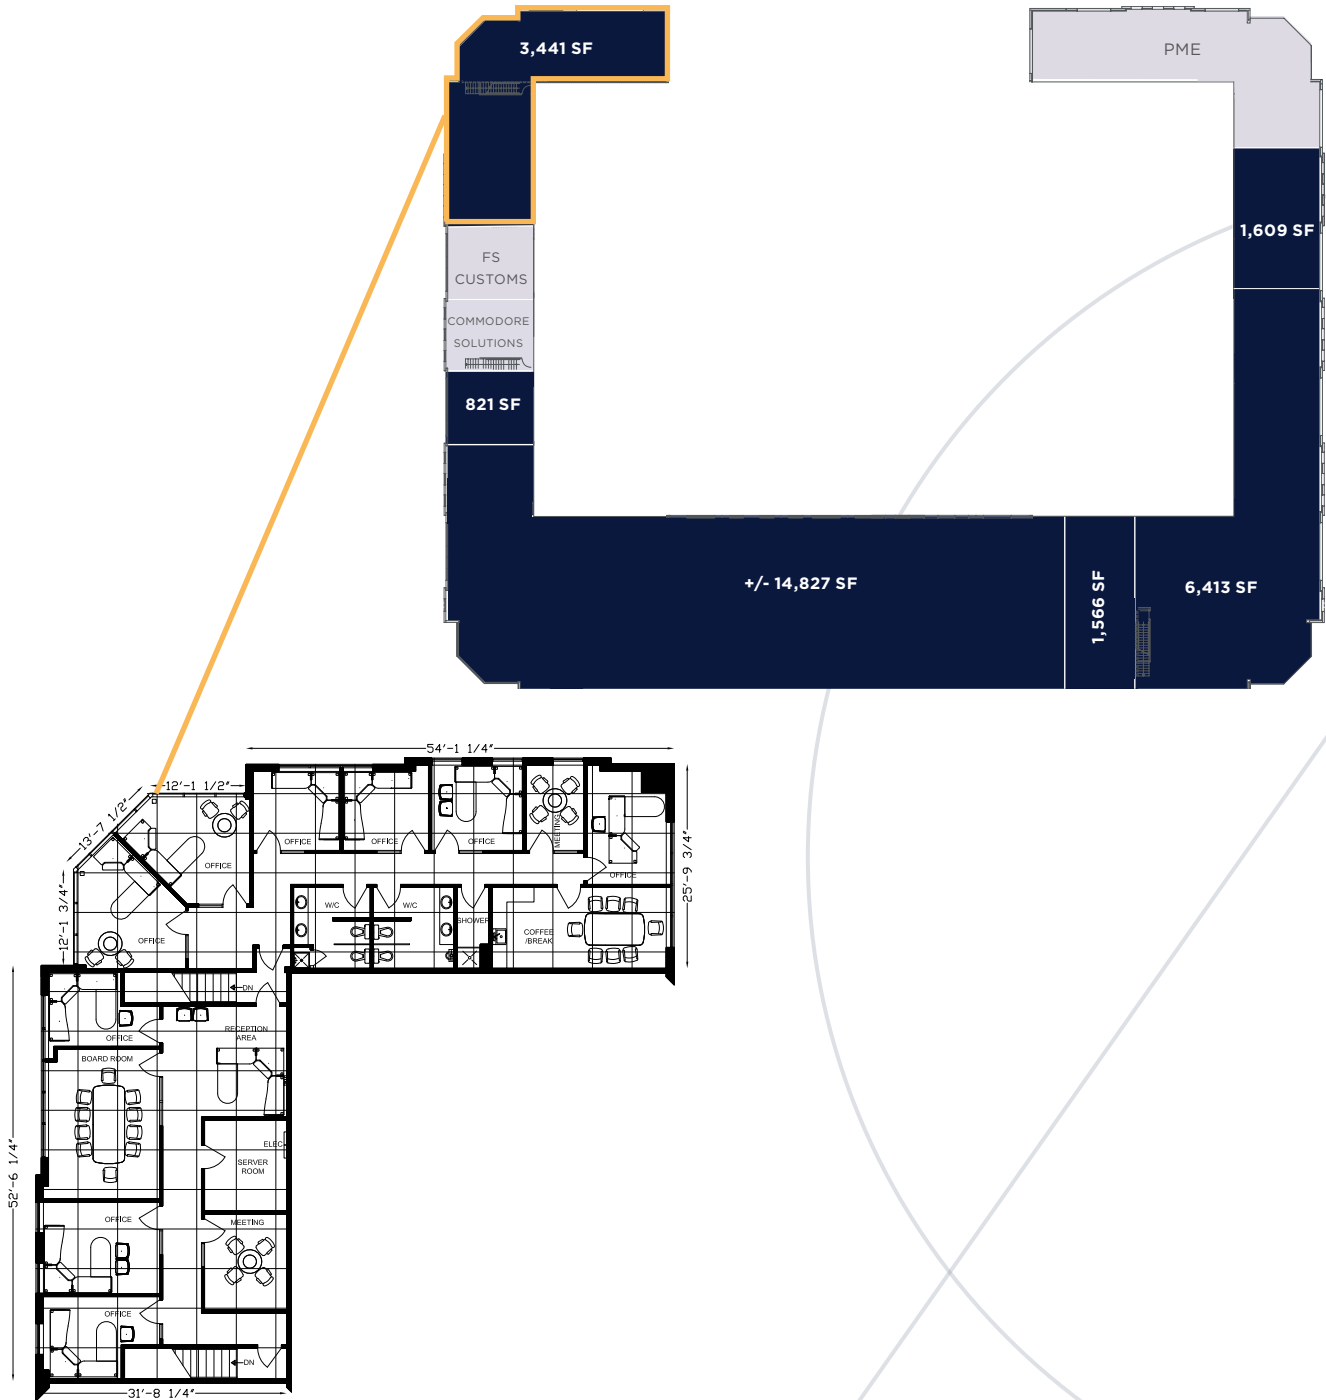 3,441 SF
PME
1,609 SF
FS
CUSTOMS
COMMODORE
SOLUTIONS
821 SF
+/- 14,827 SF
1,566 SF
6,413 SF
54'-1 1/4"
12'-1 1/2"
13'-7 1/2"
12'-1 3/4"
25'-9 3/4"
52'-6 1/4"
31'-8 1/4"
OFFICE
OFFICE
OFFICE
MEETING
OFFICE
OFFICE
OFFICE
W/C
W/C
SHOWER
COFFEE
/BREAK
DN
OFFICE
RECEPTION
AREA
BOARD ROOM
ELEC
SERVER
ROOM
OFFICE
MEETING
OFFICE
DN